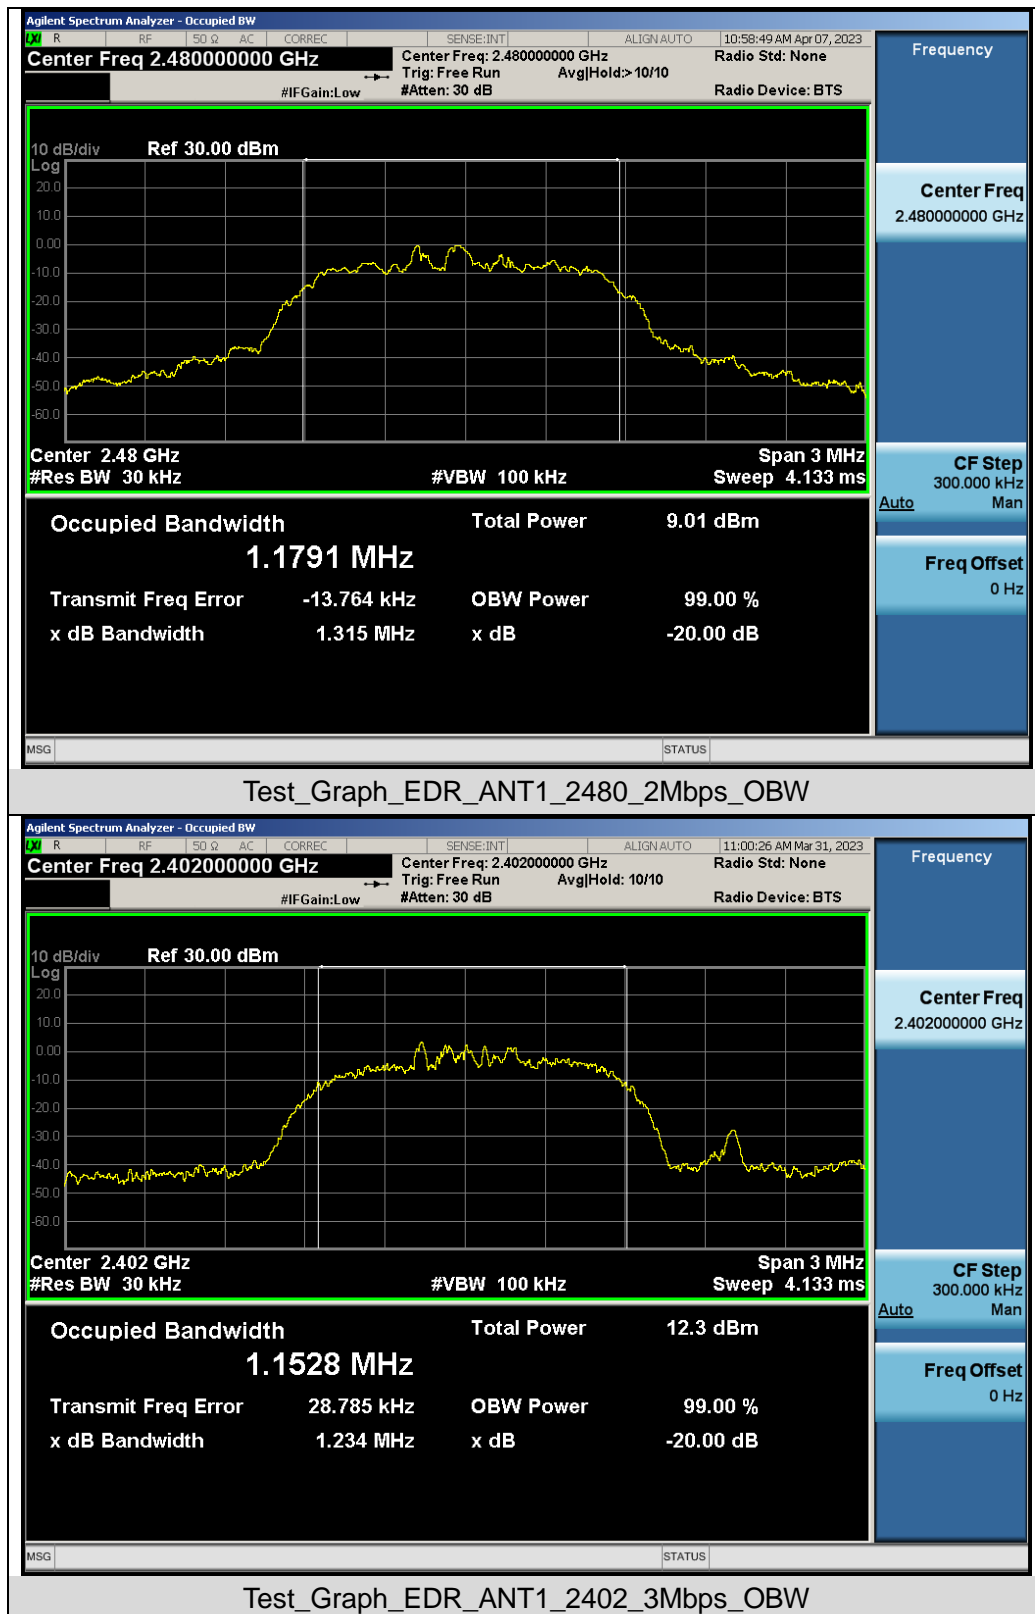 Agilent Spectrum Analyzer - Occupied BW
LXI R RF 50 Ω AC CORREC SENSE:INT ALIGN AUTO 10:58:49 AM Apr 07, 2023
Center Freq 2.480000000 GHz
Center Freq: 2.480000000 GHz Radio Std: None
Trig: Free Run Avg|Hold:> 10/10
#IFGain:Low #Atten: 30 dB Radio Device: BTS
10 dB/div Ref 30.00 dBm
Log
20.0
10.0
0.00
-10.0
-20.0
-30.0
-40.0
-50.0
-60.0
Center 2.48 GHz Span 3 MHz
#Res BW 30 kHz #VBW 100 kHz Sweep 4.133 ms
Occupied Bandwidth Total Power 9.01 dBm
1.1791 MHz
Transmit Freq Error -13.764 kHz OBW Power 99.00 %
x dB Bandwidth 1.315 MHz x dB -20.00 dB
MSG STATUS
Frequency
Center Freq
2.480000000 GHz
CF Step
300.000 kHz
Auto Man
Freq Offset
0 Hz
Test_Graph_EDR_ANT1_2480_2Mbps_OBW
Agilent Spectrum Analyzer - Occupied BW
LXI R RF 50 Ω AC CORREC SENSE:INT ALIGN AUTO 11:00:26 AM Mar 31, 2023
Center Freq 2.402000000 GHz
Center Freq: 2.402000000 GHz Radio Std: None
Trig: Free Run Avg|Hold: 10/10
#IFGain:Low #Atten: 30 dB Radio Device: BTS
10 dB/div Ref 30.00 dBm
Log
20.0
10.0
0.00
-10.0
-20.0
-30.0
-40.0
-50.0
-60.0
Center 2.402 GHz Span 3 MHz
#Res BW 30 kHz #VBW 100 kHz Sweep 4.133 ms
Occupied Bandwidth Total Power 12.3 dBm
1.1528 MHz
Transmit Freq Error 28.785 kHz OBW Power 99.00 %
x dB Bandwidth 1.234 MHz x dB -20.00 dB
MSG STATUS
Frequency
Center Freq
2.402000000 GHz
CF Step
300.000 kHz
Auto Man
Freq Offset
0 Hz
Test_Graph_EDR_ANT1_2402_3Mbps_OBW